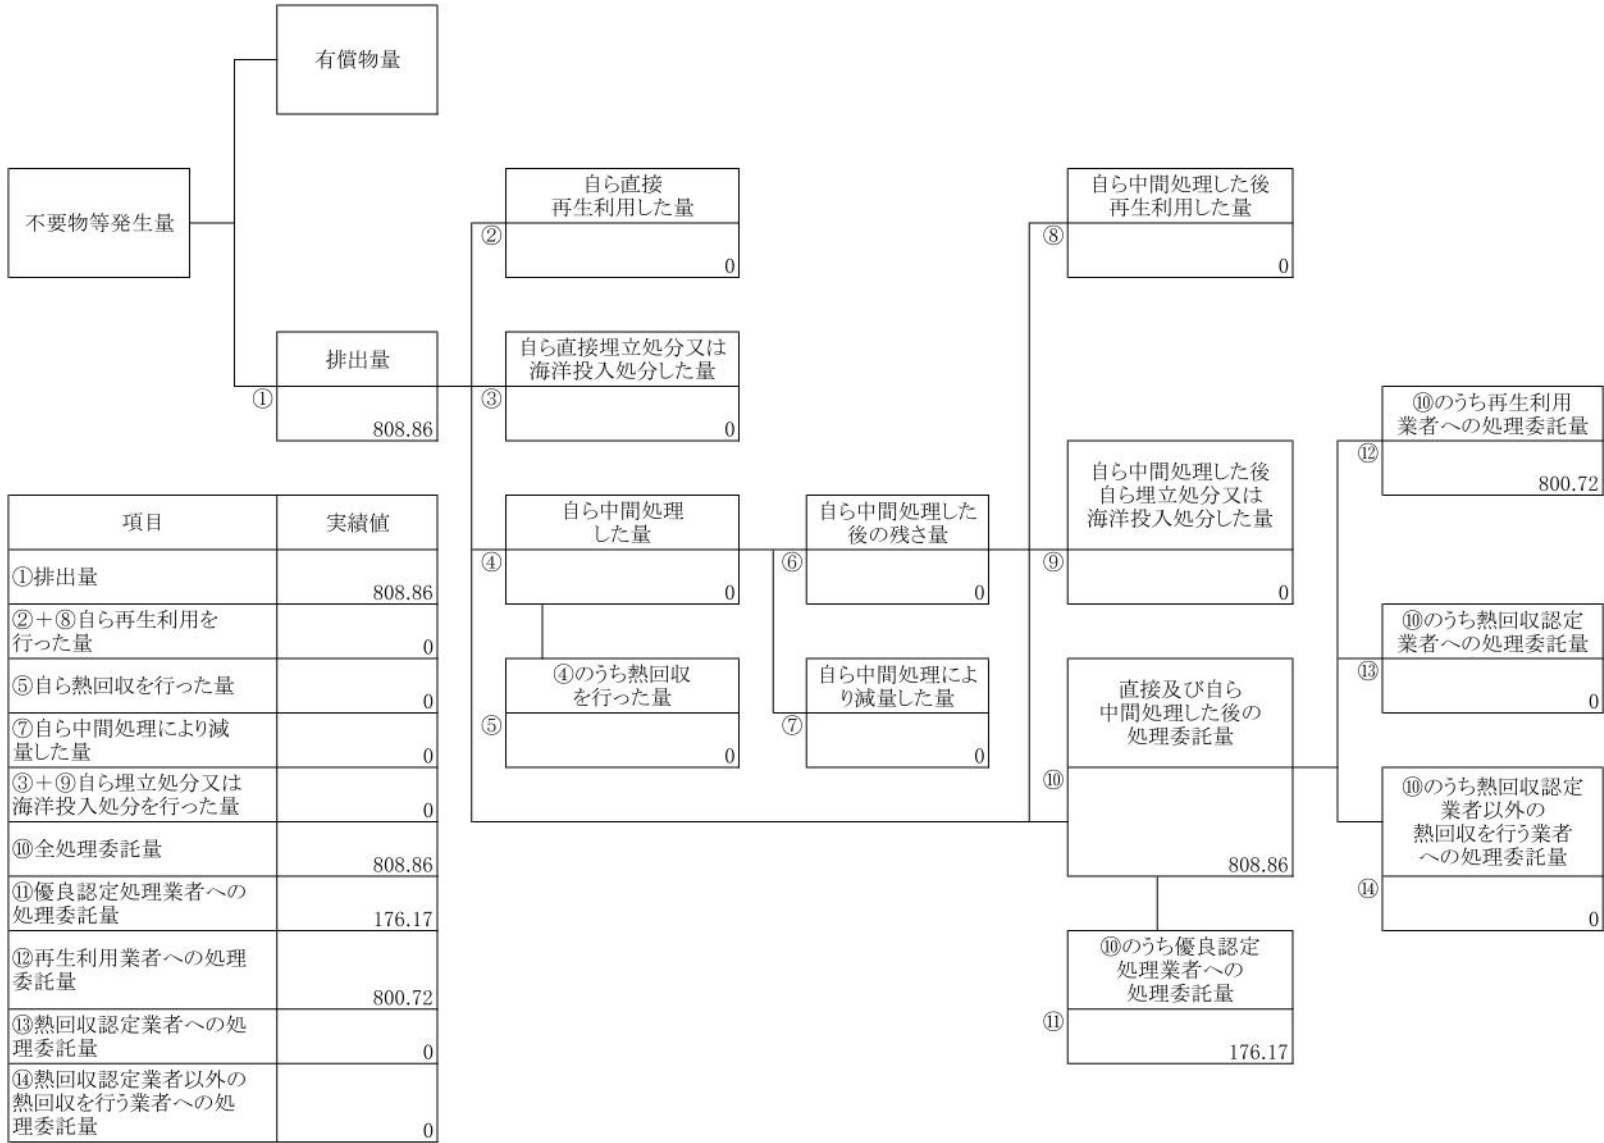 有償物量
不要物等発生量
排出量
①
808.86
自ら直接
再生利用した量
②
0
自ら直接埋立処分又は
海洋投入処分した量
③
0
自ら中間処理
した量
④
0
④のうち熱回収
を行った量
⑤
0
自ら中間処理した
後の残さ量
⑥
0
自ら中間処理によ
り減量した量
⑦
0
自ら中間処理した後
再生利用した量
⑧
0
自ら中間処理した後
自ら埋立処分又は
海洋投入処分した量
⑨
0
直接及び自ら
中間処理した後の
処理委託量
⑩
808.86
⑩のうち優良認定
処理業者への
処理委託量
⑪
176.17
⑩のうち再生利用
業者への処理委託量
⑫
800.72
⑩のうち熱回収認定
業者への処理委託量
⑬
0
⑩のうち熱回収認定
業者以外の
熱回収を行う業者
への処理委託量
⑭
0
項目 実績値
①排出量
808.86
②＋⑧自ら再生利用を
行った量
0
⑤自ら熱回収を行った量
0
⑦自ら中間処理により減
量した量
0
③＋⑨自ら埋立処分又は
海洋投入処分を行った量
0
⑩全処理委託量
808.86
⑪優良認定処理業者への
処理委託量
176.17
⑫再生利用業者への処理
委託量
800.72
⑬熱回収認定業者への処
理委託量
0
⑭熱回収認定業者以外の
熱回収を行う業者への処
理委託量
0